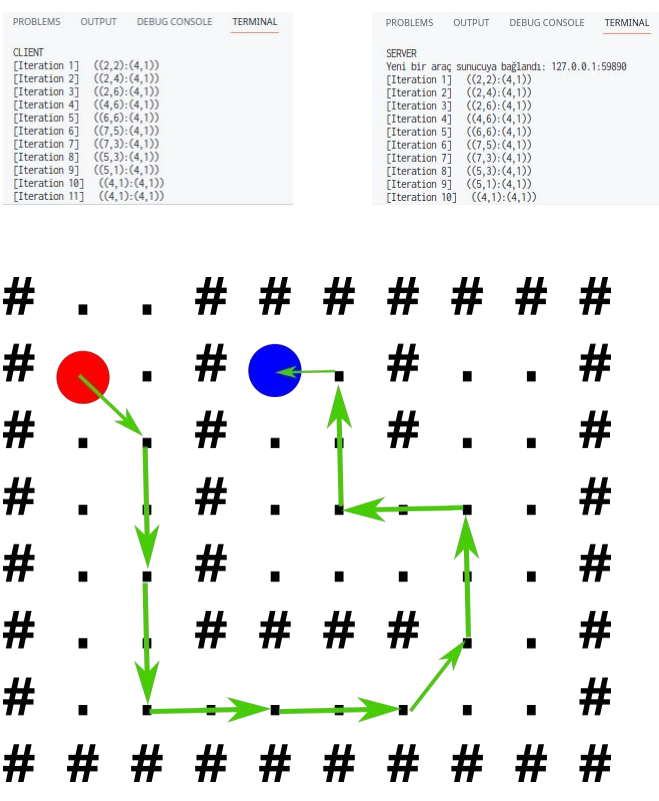 PROBLEMS OUTPUT DEBUG CONSOLE TERMINAL
CLIENT
[Iteration 1] ((2,2):(4,1))
[Iteration 2] ((2,4):(4,1))
[Iteration 3] ((2,6):(4,1))
[Iteration 4] ((4,6):(4,1))
[Iteration 5] ((6,6):(4,1))
[Iteration 6] ((7,5):(4,1))
[Iteration 7] ((7,3):(4,1))
[Iteration 8] ((5,3):(4,1))
[Iteration 9] ((5,1):(4,1))
[Iteration 10] ((4,1):(4,1))
[Iteration 11] ((4,1):(4,1))
PROBLEMS OUTPUT DEBUG CONSOLE TERMINAL
SERVER
Yeni bir araç sunucuya bağlandı: 127.0.0.1:59890
[Iteration 1] ((2,2):(4,1))
[Iteration 2] ((2,4):(4,1))
[Iteration 3] ((2,6):(4,1))
[Iteration 4] ((4,6):(4,1))
[Iteration 5] ((6,6):(4,1))
[Iteration 6] ((7,5):(4,1))
[Iteration 7] ((7,3):(4,1))
[Iteration 8] ((5,3):(4,1))
[Iteration 9] ((5,1):(4,1))
[Iteration 10] ((4,1):(4,1))
# . . # # # # # # #
# . # . # . . #
# . . # . . # . . #
# . . # . . . . . #
# . . # . . . . . #
# . . # # # # . . #
# . . . . . . . . #
# # # # # # # # # #